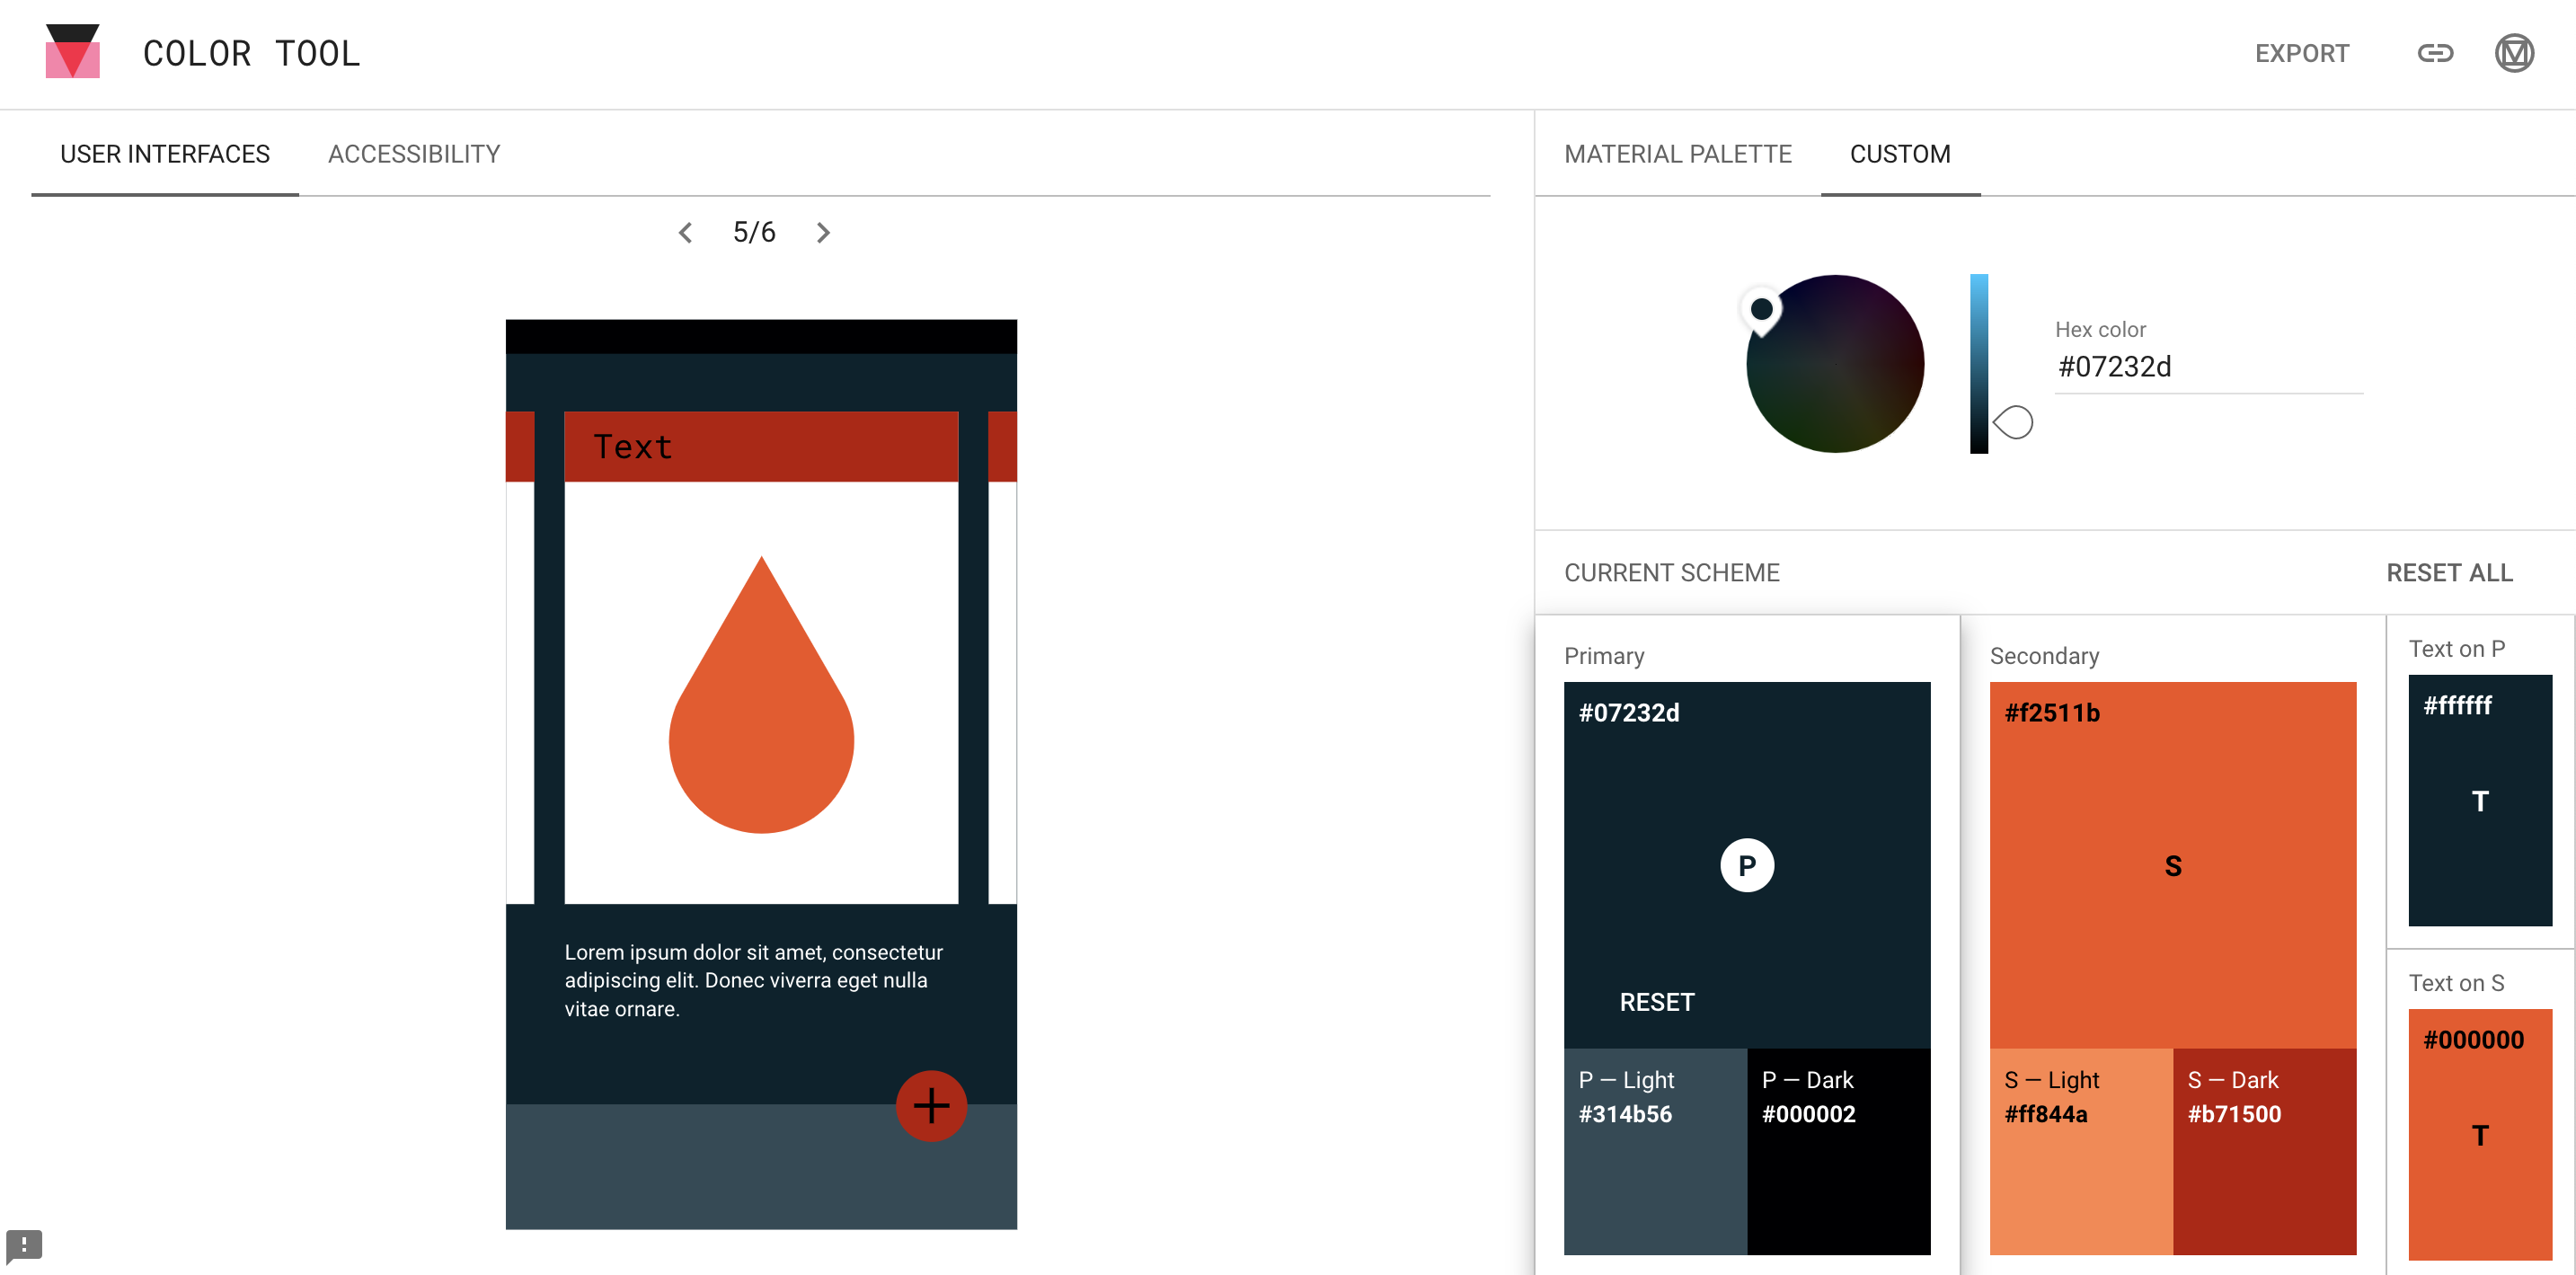 COLOR TOOL
EXPORT
USER INTERFACES
ACCESSIBILITY
5/6
Text
Lorem ipsum dolor sit amet, consectetur
adipiscing elit. Donec viverra eget nulla
vitae ornare.
MATERIAL PALETTE
CUSTOM
Hex color
#07232d
CURRENT SCHEME
RESET ALL
Primary
#07232d
P
RESET
P — Light
#314b56
P — Dark
#000002
Secondary
#f2511b
S
S — Light
#ff844a
S — Dark
#b71500
Text on P
#ffffff
T
Text on S
#000000
T